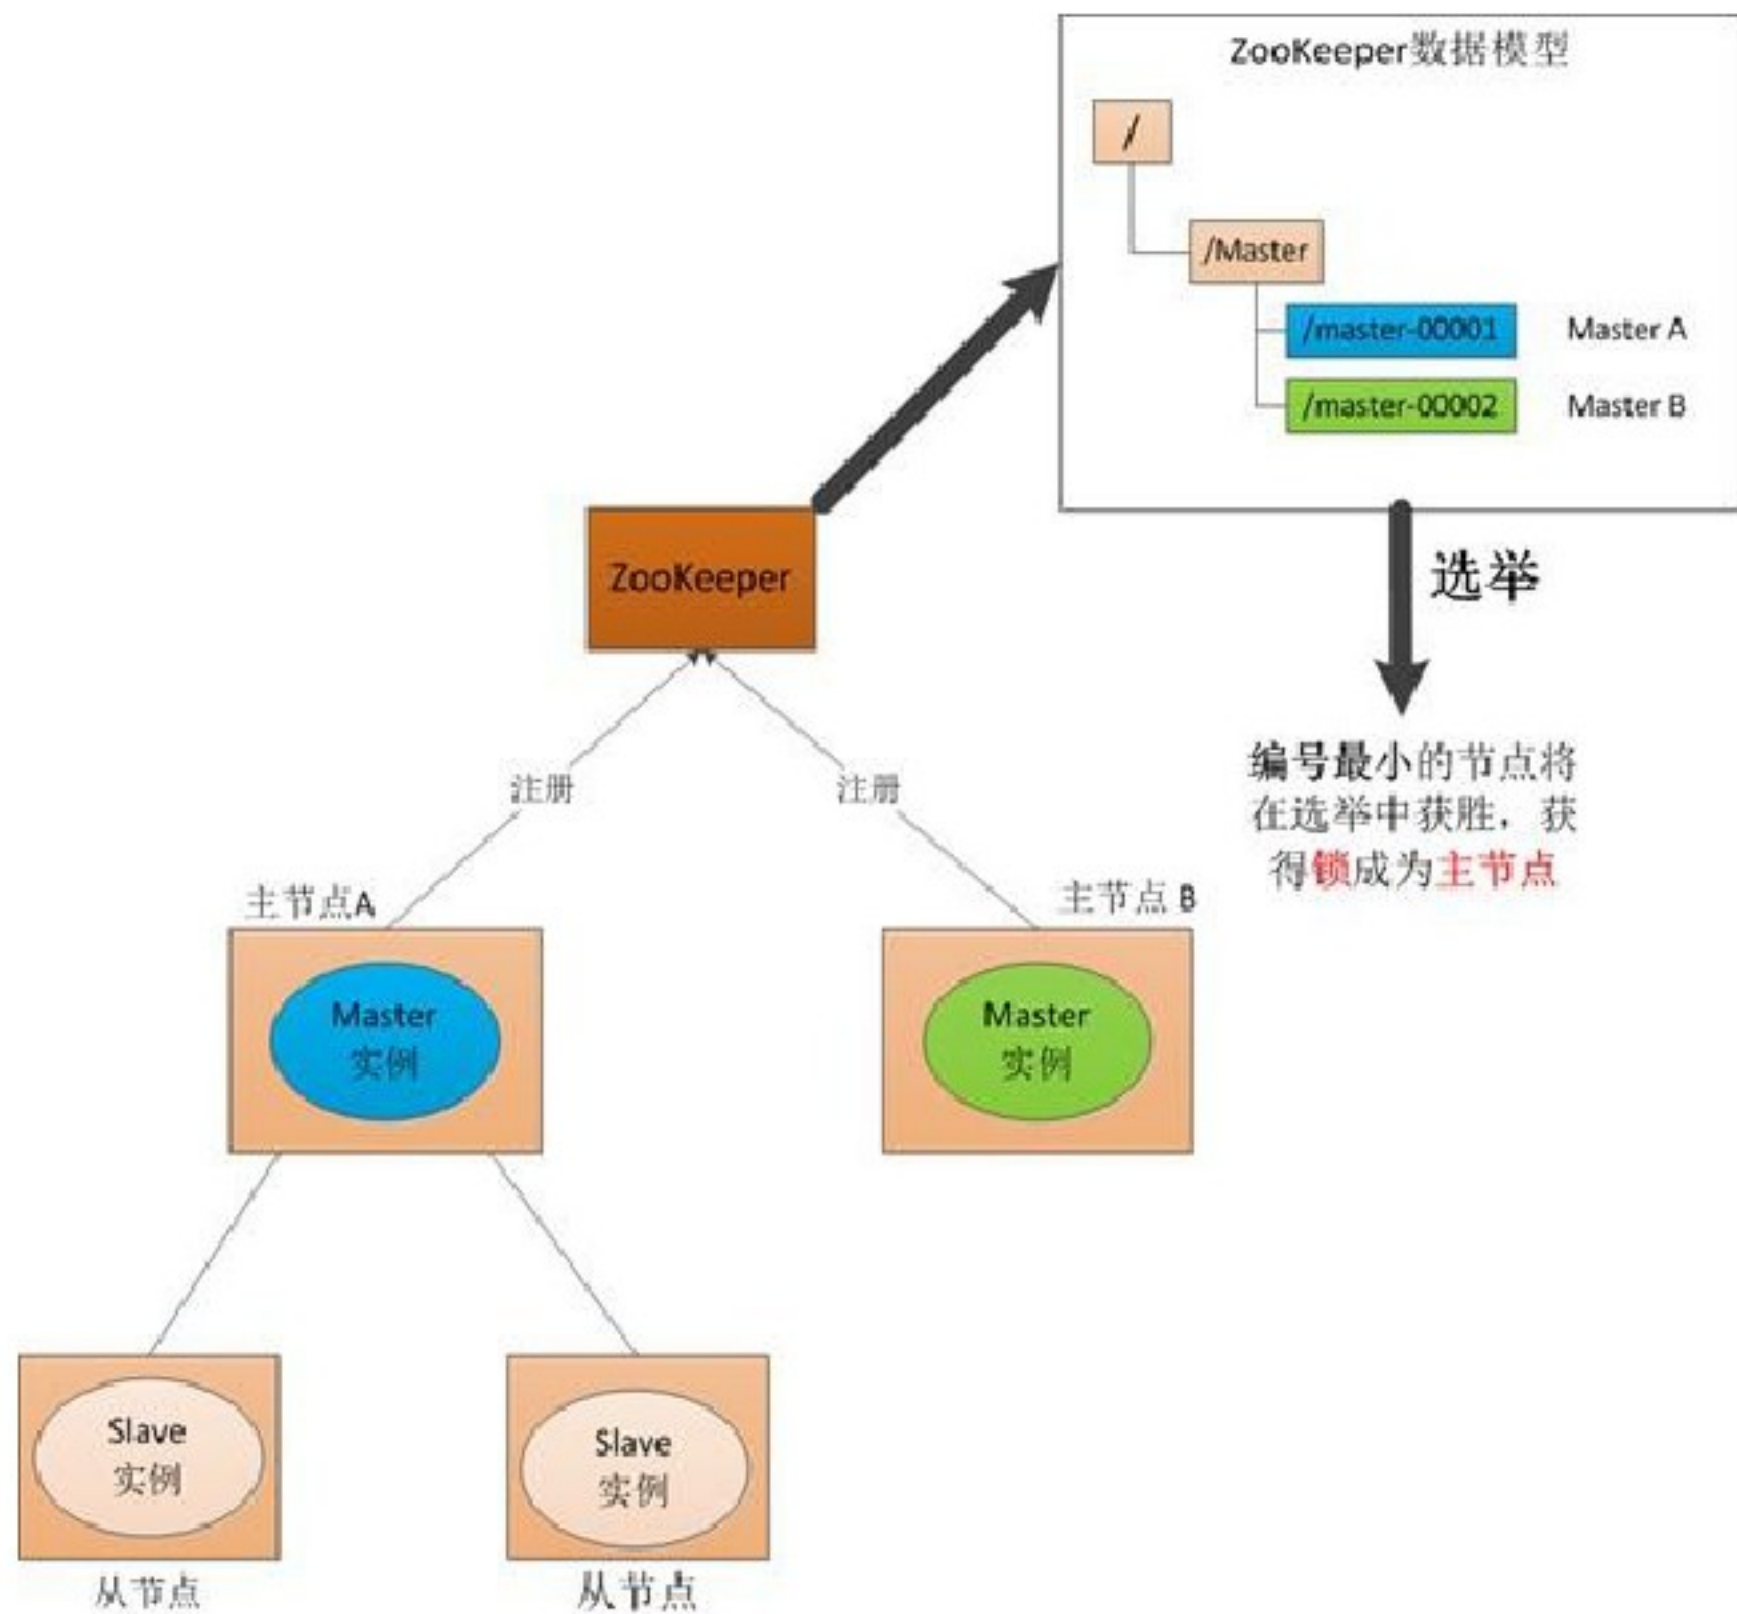 ZooKeeper数据模型
/
/Master
/master-00001
Master A
/master-00002
Master B
选举
编号最小的节点将
在选举中获胜，获
得锁成为主节点
ZooKeeper
注册
注册
主节点A
主节点 B
Master
实例
Master
实例
Slave
实例
Slave
实例
从节点
从节点